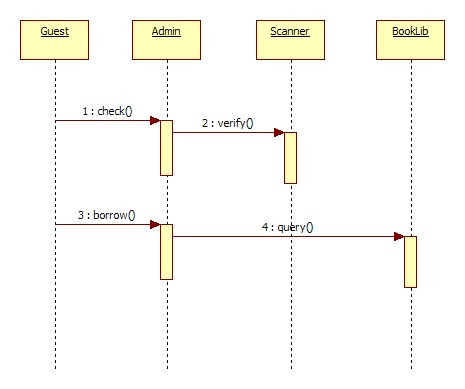 Guest
Admin
Scanner
BookLib
1 : check()
2 : verify()
3 : borrow()
4 : query()